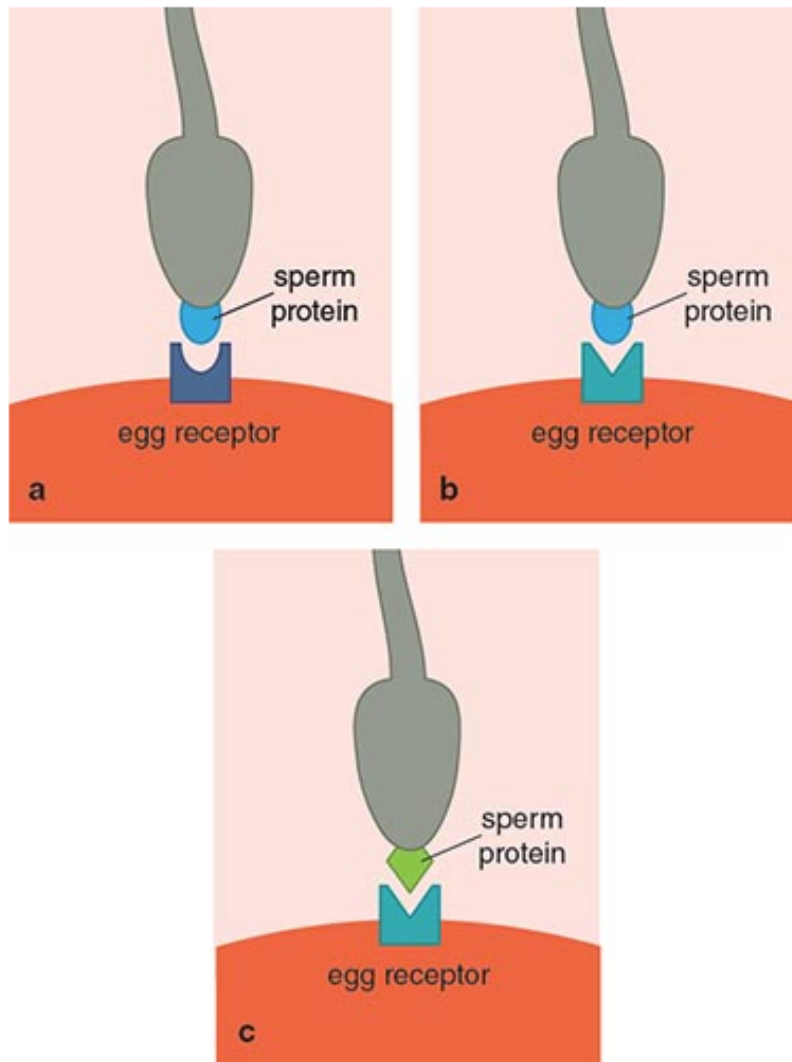 sperm
protein
egg receptor
a
sperm
protein
egg receptor
b
sperm
protein
egg receptor
c